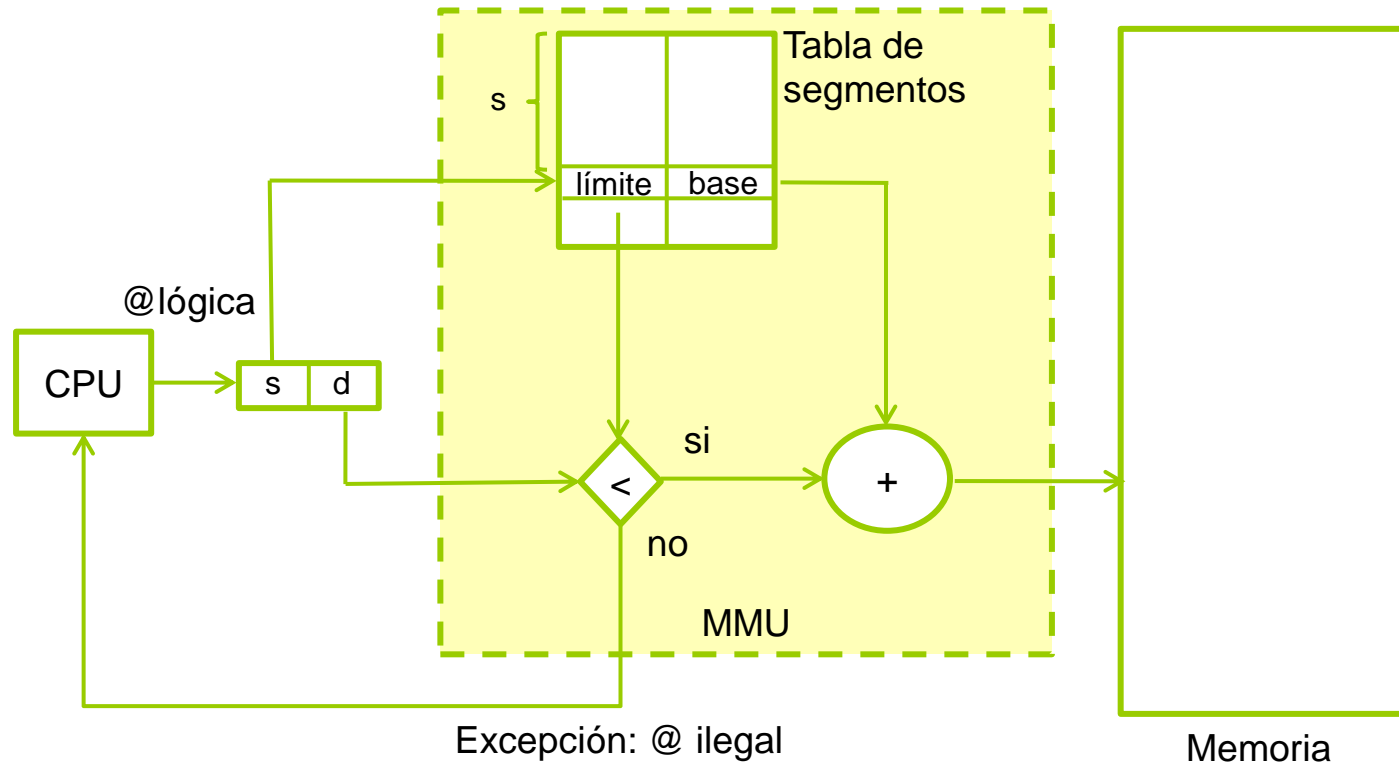 Tabla de
segmentos
s
límite base
@lógica
CPU
s d
si
<
+
no
MMU
Excepción: @ ilegal
Memoria